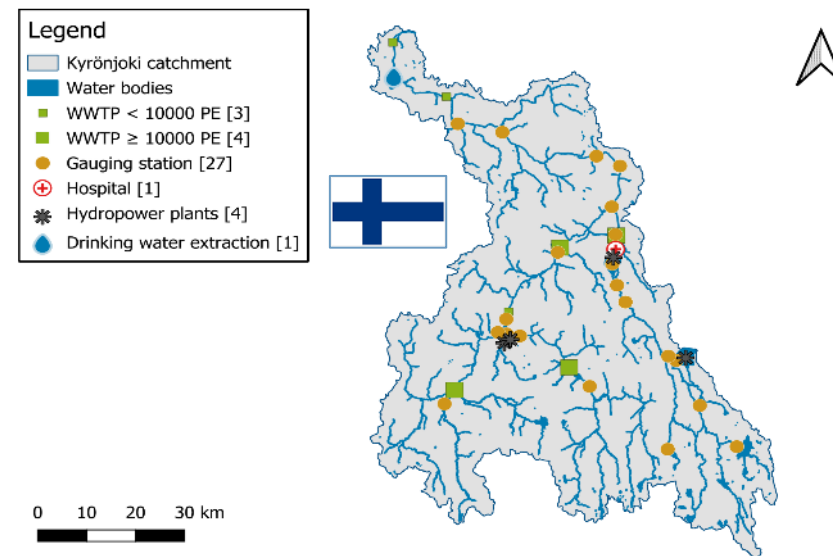 Legend
Kyrönjoki catchment
Water bodies
WWTP < 10000 PE [3]
WWTP ≥ 10000 PE [4]
Gauging station [27]
Hospital [1]
Hydropower plants [4]
Drinking water extraction [1]
0 10 20 30 km